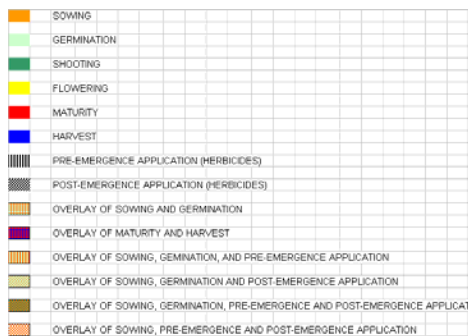 SOWING
GERMINATION
SHOOTING
FLOWERING
MATURITY
HARVEST
PRE-EMERGENCE APPLICATION (HERBICIDES)
POST-EMERGENCE APPLICATION (HERBICIDES)
OVERLAY OF SOWING AND GERMINATION
OVERLAY OF MATURITY AND HARVEST
OVERLAY OF SOWING, GEMINATION, AND PRE-EMERGENCE APPLICATION
OVERLAY OF SOWING, GERMINATION AND POST-EMERGENCE APPLICATION
OVERLAY OF SOWING, GERMINATION, PRE-EMERGENCE AND POST-EMERGENCE APPLICAT
OVERLAY OF SOWING, PRE-EMERGENCE AND POST-EMERGENCE APPLICATION